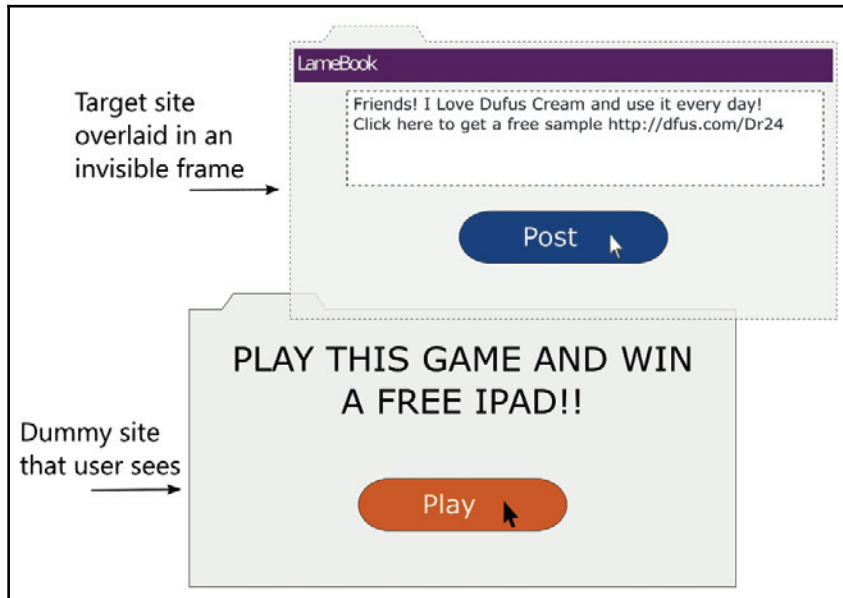 LameBook
Friends! I Love Dufus Cream and use it every day!
Click here to get a free sample http://dfus.com/Dr24
Target site
overlaid in an
invisible frame
Post
PLAY THIS GAME AND WIN
A FREE IPAD!!
Dummy site
that user sees
Play